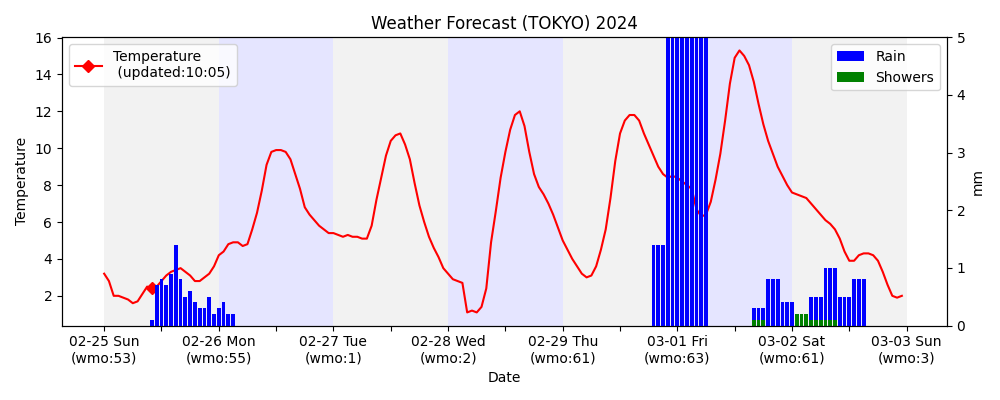 Weather Forecast (TOKYO) 2024
Temperature
(updated:10:05)
Rain
Showers
16
14
12
10
8
6
4
2
Temperature
5
4
3
2
1
0
mm
02-25 Sun
(wmo:53)
02-26 Mon
(wmo:55)
02-27 Tue
(wmo:1)
02-28 Wed
(wmo:2)
02-29 Thu
(wmo:61)
03-01 Fri
(wmo:63)
03-02 Sat
(wmo:61)
03-03 Sun
(wmo:3)
Date